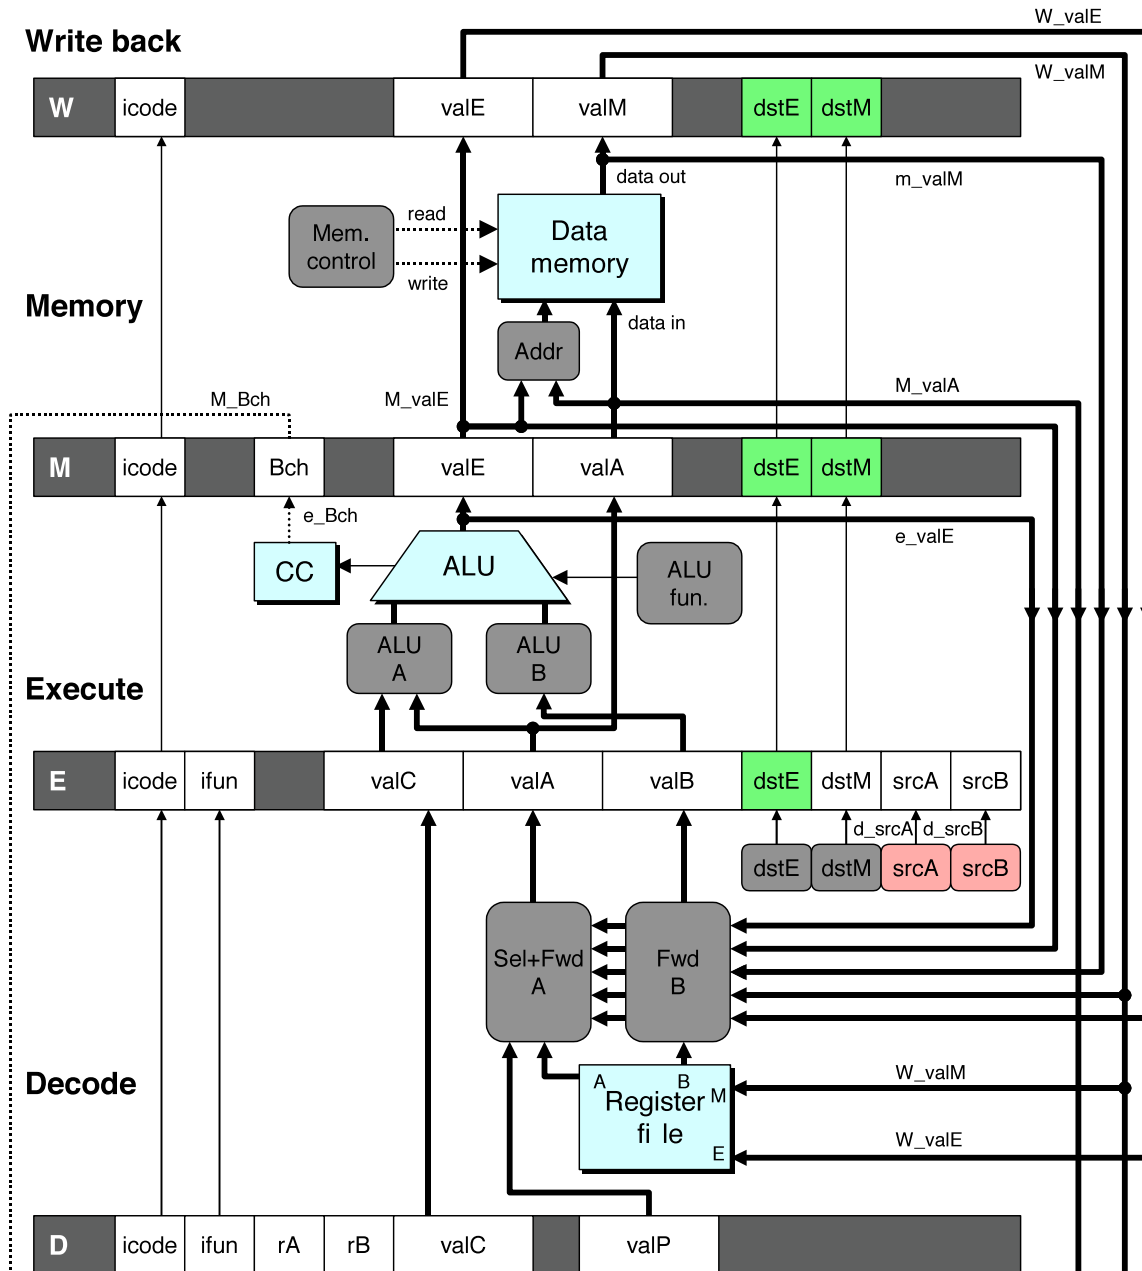 W_valE
Write back
W_valM
W icode valE valM dstE dstM
data out
m_valM
read
Mem.
control
Data
memory
write
Memory
data in
Addr
M_Bch
M_valE
M_valA
M icode Bch valE valA dstE dstM
e_Bch
e_valE
CC
ALU
ALU
fun.
ALU
A
ALU
B
Execute
E icode ifun valC valA valB dstE dstM srcA srcB
d_srcA d_srcB
dstE dstM srcA srcB
Sel+Fwd
A
Fwd
B
Decode
W_valM
A B M
Register
fi le
E
W_valE
D icode ifun rA rB valC valP